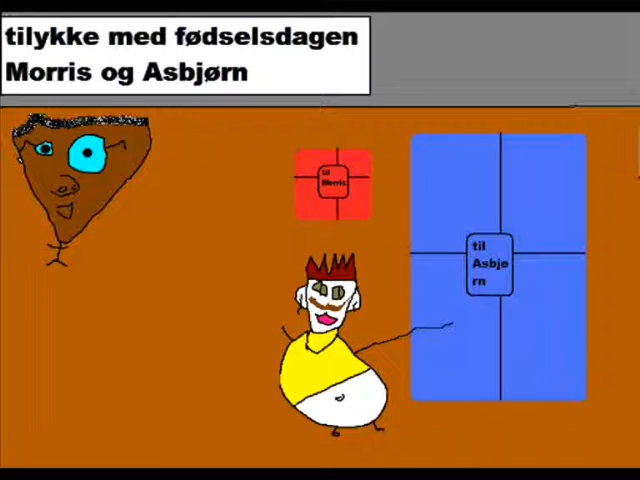 tilykke med fødselsdagen
Morris og Asbjørn
til
Morris
til
Asbjø
rn